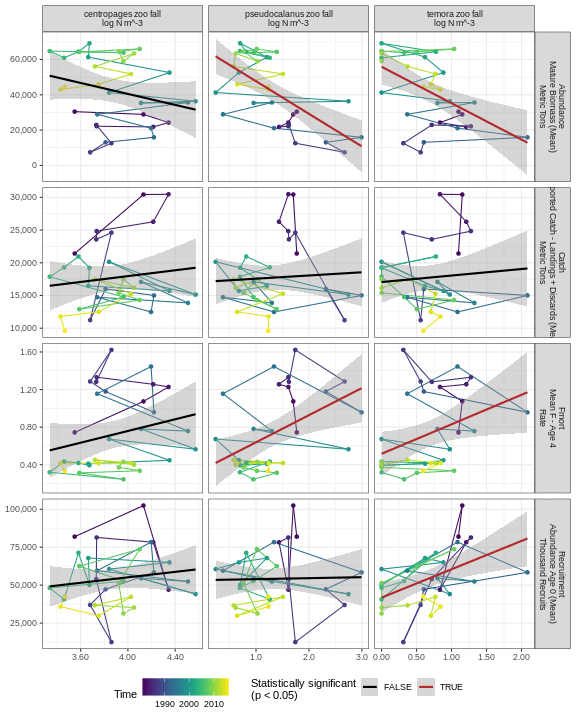 centropages zoo fall
log N m^-3
pseudocalanus zoo fall
log N m^-3
temora zoo fall
log N m^-3
60,000
40,000
20,000
0
Abundance
Mature Biomass (Mean)
Metric Tons
30,000
25,000
20,000
15,000
10,000
Catch
ported Catch - Landings + Discards (Me
Metric Tons
1.60
1.20
0.80
0.40
Fmort
Mean F - Age 4
Rate
100,000
75,000
50,000
25,000
Recruitment
Abundance Age 0 (Mean)
Thousand Recruits
3.60 4.00 4.40
1.0 2.0 3.0
0.00 0.50 1.00 1.50 2.00
Time
1990 2000 2010
Statistically significant
(p < 0.05)
FALSE
TRUE